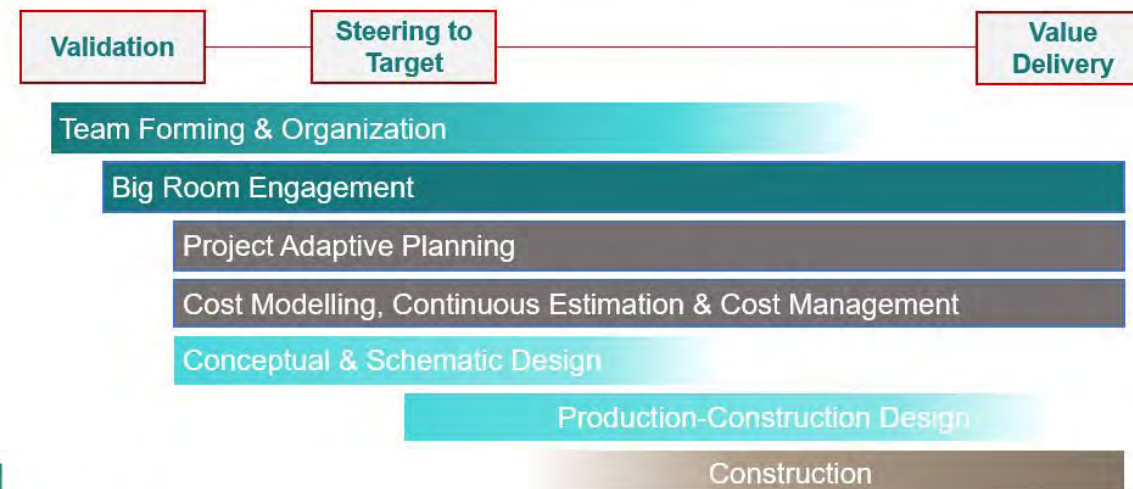 Validation
Steering to
Target
Value
Delivery
Team Forming & Organization
Big Room Engagement
Project Adaptive Planning
Cost Modelling, Continuous Estimation & Cost Management
Conceptual & Schematic Design
Production-Construction Design
Construction